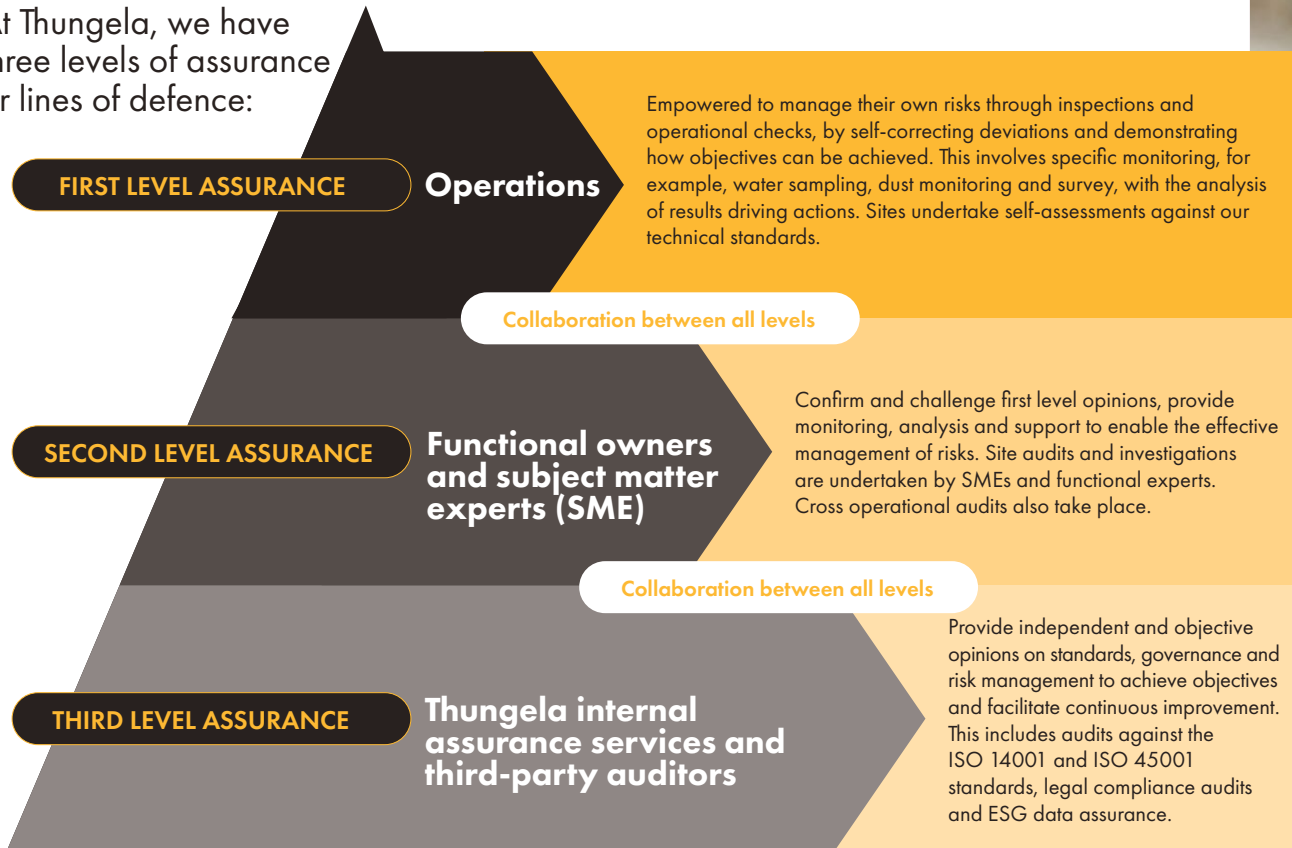 At Thungela, we have
three levels of assurance
or lines of defence:
FIRST LEVEL ASSURANCE
Operations
Empowered to manage their own risks through inspections and
operational checks, by self-correcting deviations and demonstrating
how objectives can be achieved. This involves specific monitoring, for
example, water sampling, dust monitoring and survey, with the analysis
of results driving actions. Sites undertake self-assessments against our
technical standards.
Collaboration between all levels
SECOND LEVEL ASSURANCE
Functional owners
and subject matter
experts (SME)
Confirm and challenge first level opinions, provide
monitoring, analysis and support to enable the effective
management of risks. Site audits and investigations
are undertaken by SMEs and functional experts.
Cross operational audits also take place.
Collaboration between all levels
THIRD LEVEL ASSURANCE
Thungela internal
assurance services and
third-party auditors
Provide independent and objective
opinions on standards, governance and
risk management to achieve objectives
and facilitate continuous improvement.
This includes audits against the
ISO 14001 and ISO 45001
standards, legal compliance audits
and ESG data assurance.